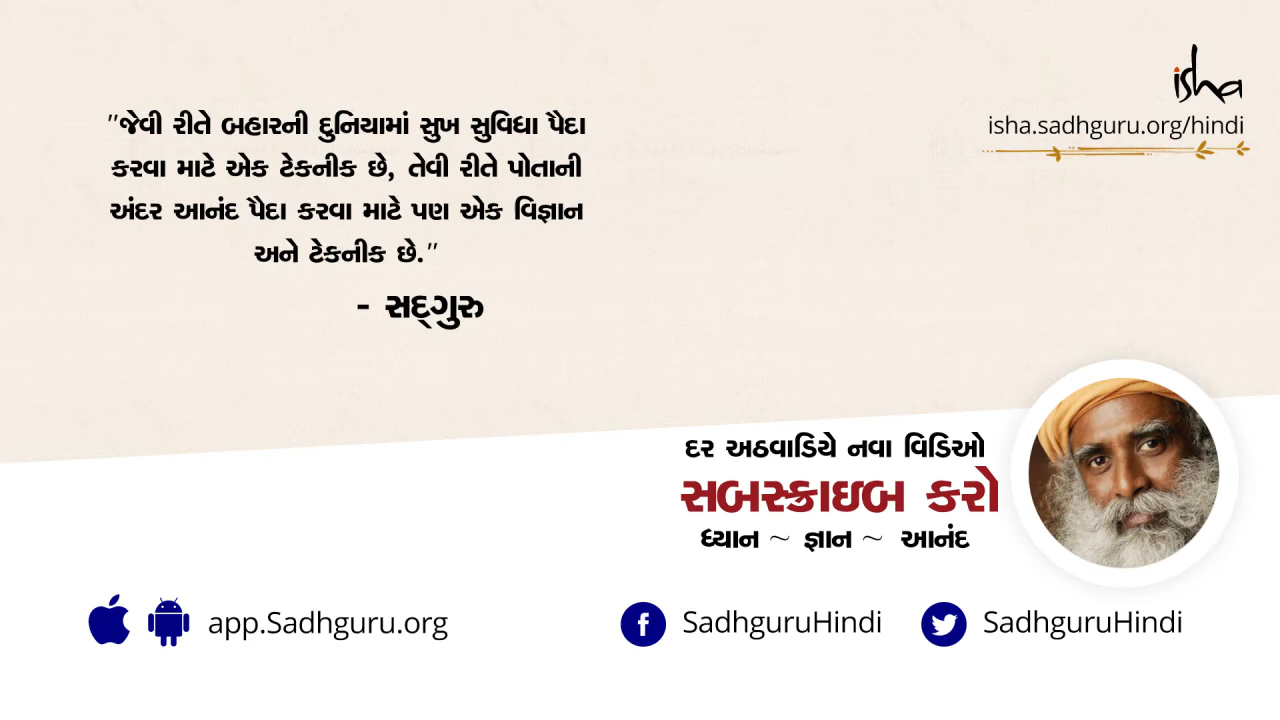 isha
isha.sadhguru.org/hindi
"જેવી રીતે બહારની દુનિયામાં સુખ સુવિધા પૈદા
કરવા માટે એક ટેકનીક છે, તેવી રીતે પોતાની
અંદર આનંદ પૈદા કરવા માટે પણ એક વિજ્ઞાન
અને ટેકનીક છે."
- સદ્‌ગુરુ
દર અઠવાડિયે નવા વિડિઓ
સબસ્ક્રાઇબ કરો
ધ્યાન ~ જ્ઞાન ~ આનંદ
app.Sadhguru.org
SadhguruHindi
SadhguruHindi